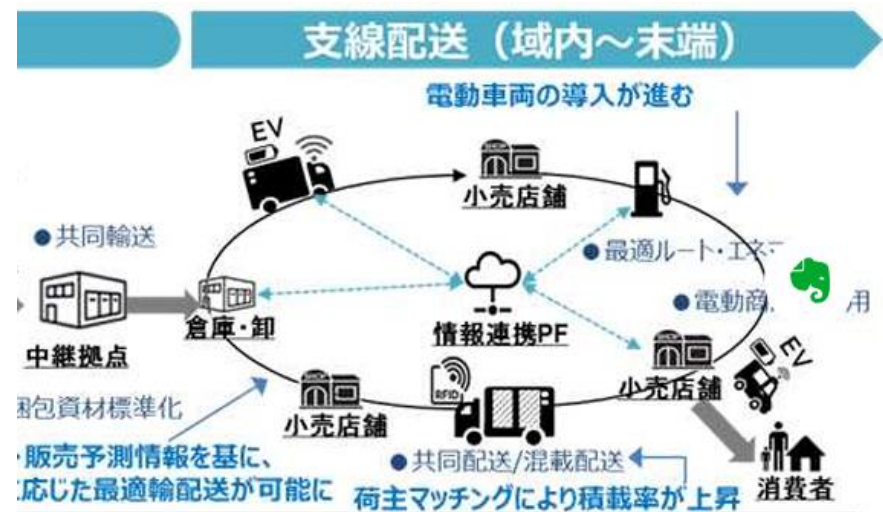 支線配送（域内～末端）
電動車両の導入が進む
EV
SHOP
小売店舗
●共同輸送
●最適ルート・エネ
●電動商
用
中継拠点
倉庫・卸
情報連携PF
EV
SHOP
小売店舗
SHOP
小売店舗
RFID
梱包資材標準化
・販売予測情報を基に、
応じた最適輸配送が可能に
●共同配送/混載配送
荷主マッチングにより積載率が上昇
消費者